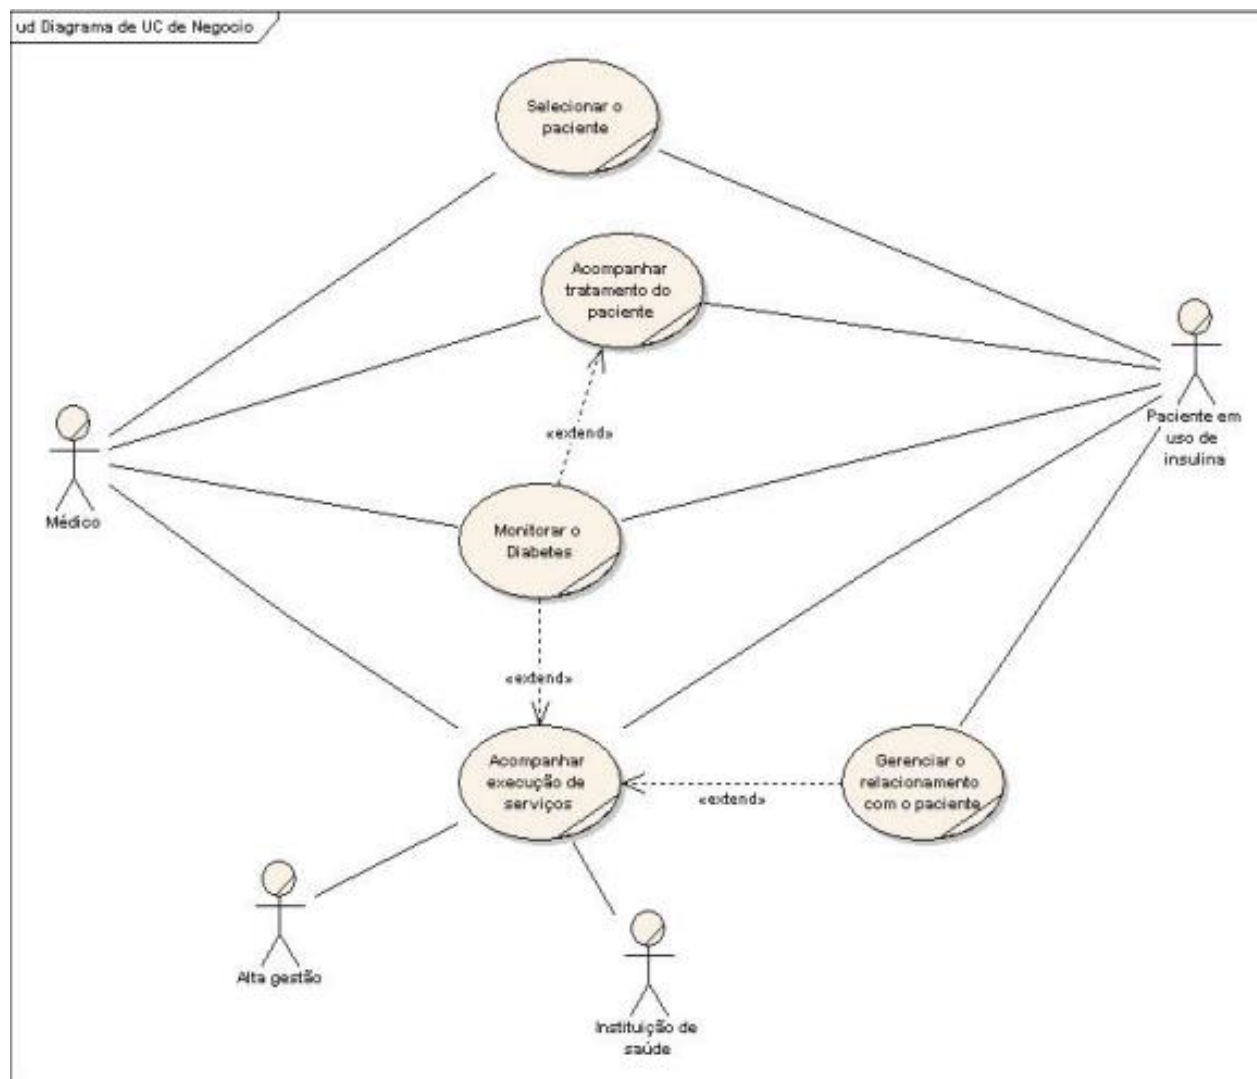 ud Diagrama de UC de Negocio
Selecionar o
paciente
Acompanhar
tratamento do
paciente
«extend»
Paciente em
uso de
insulina
Médico
Monitorar o
Diabetes
«extend»
Acompanhar
execução de
serviços
Gerenciar o
relacionamento
com o paciente
«extend»
Alta gestão
Instituição de
saúde